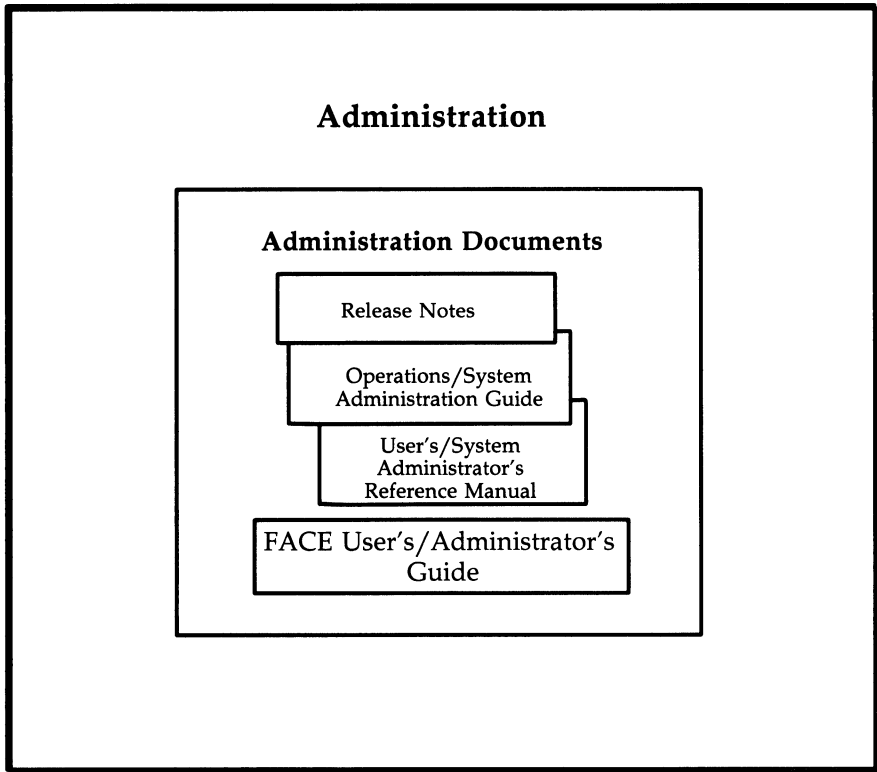 Administration
Administration Documents
Release Notes
Operations/System
Administration Guide
User's/System
Administrator's
Reference Manual
FACE User's/Administrator's
Guide